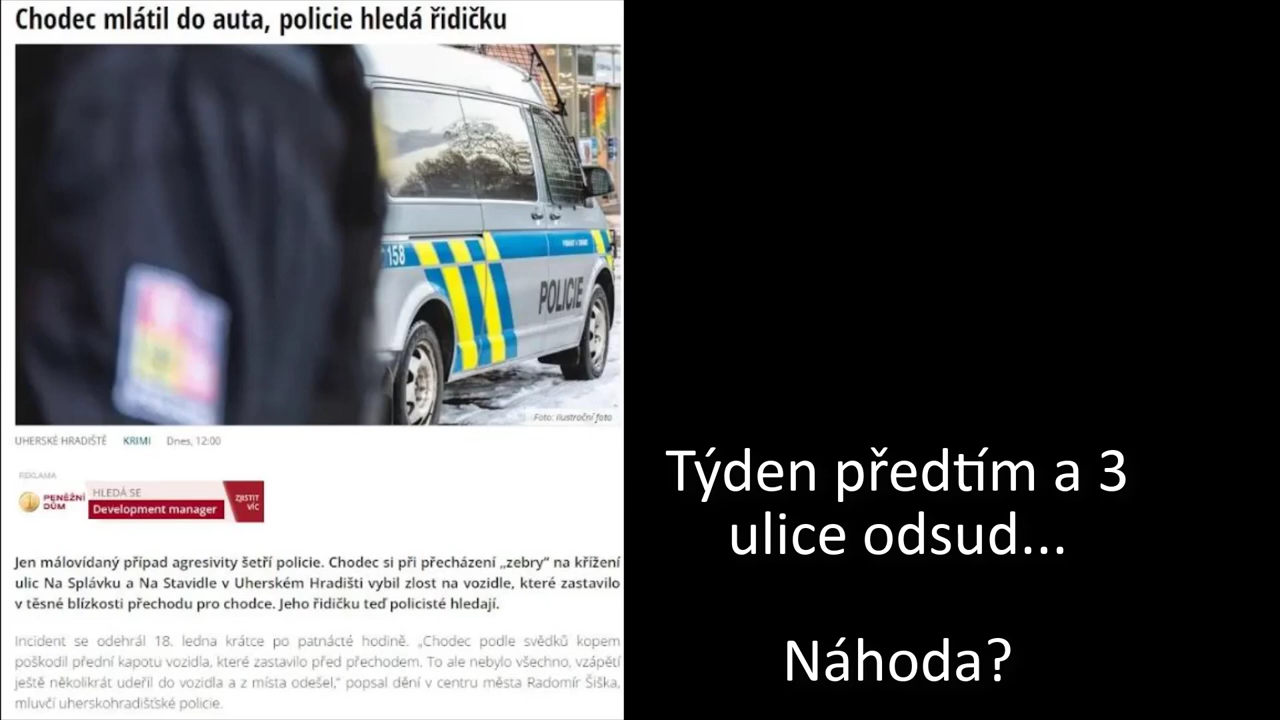 Chodec mlátil do auta, policie hledá řidičku
158
POLICIE
Foto: ilustrační foto
UHERSKÉ HRADIŠTĚ KRIMI Dnes, 12:00
REKLAMA
PENĚŽNÍ DŮM
HLEDÁ SE
Development manager
ZJISTIT VÍC
Jen málovídaný případ agresivity šetří policie. Chodec si při přecházení „zebry“ na křížení
ulic Na Splávku a Na Stavidle v Uherském Hradišti vybil zlost na vozidle, které zastavilo
v těsné blízkosti přechodu pro chodce. Jeho řidičku teď policisté hledají.
Incident se odehrál 18. ledna krátce po patnácté hodině. „Chodec podle svědků kopem
poškodil přední kapotu vozidla, které zastavilo před přechodem. To ale nebylo všechno, vzápětí
ještě několikrát udeřil do vozidla a z místa odešel,“ popsal dění v centru města Radomír Šiška,
mluvčí uherskohradišťské policie.
Týden předtím a 3
ulice odsud...
Náhoda?